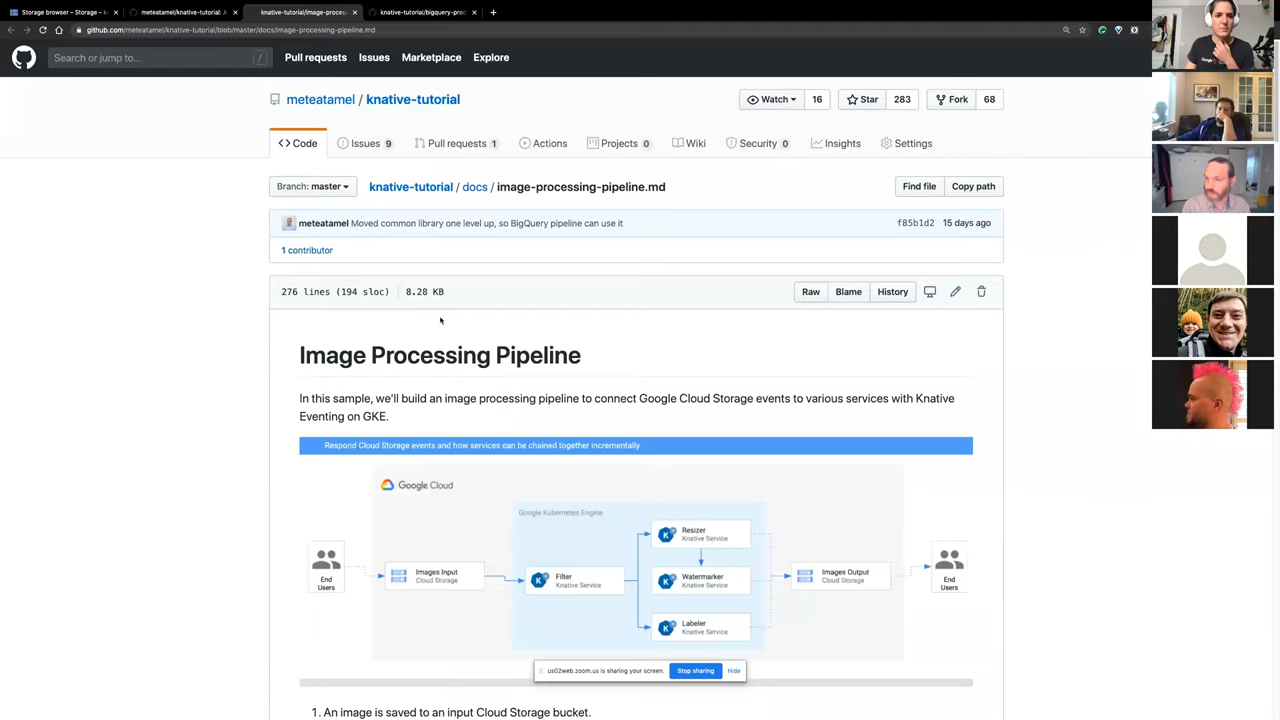 Storage browser – Storage – k
meteatamel/knative-tutorial: A
knative-tutorial/image-process
knative-tutorial/bigquery-proc
github.com/meteatamel/knative-tutorial/blob/master/docs/image-processing-pipeline.md
Search or jump to...
/
Pull requests
Issues
Marketplace
Explore
meteatamel / knative-tutorial
Watch 16
Star 283
Fork 68
Code
Issues 9
Pull requests 1
Actions
Projects 0
Wiki
Security 0
Insights
Settings
Branch: master
knative-tutorial / docs / image-processing-pipeline.md
Find file
Copy path
meteatamel Moved common library one level up, so BigQuery pipeline can use it
f85b1d2 15 days ago
1 contributor
276 lines (194 sloc) 8.28 KB
Raw
Blame
History
Image Processing Pipeline
In this sample, we'll build an image processing pipeline to connect Google Cloud Storage events to various services with Knative
Eventing on GKE.
Respond Cloud Storage events and how services can be chained together incrementally
Google Cloud
Google Kubernetes Engine
End
Users
Images Input
Cloud Storage
Filter
Knative Service
Resizer
Knative Service
Watermarker
Knative Service
Labeler
Knative Service
Images Output
Cloud Storage
End
Users
us02web.zoom.us is sharing your screen.
Stop sharing
Hide
1. An image is saved to an input Cloud Storage bucket.